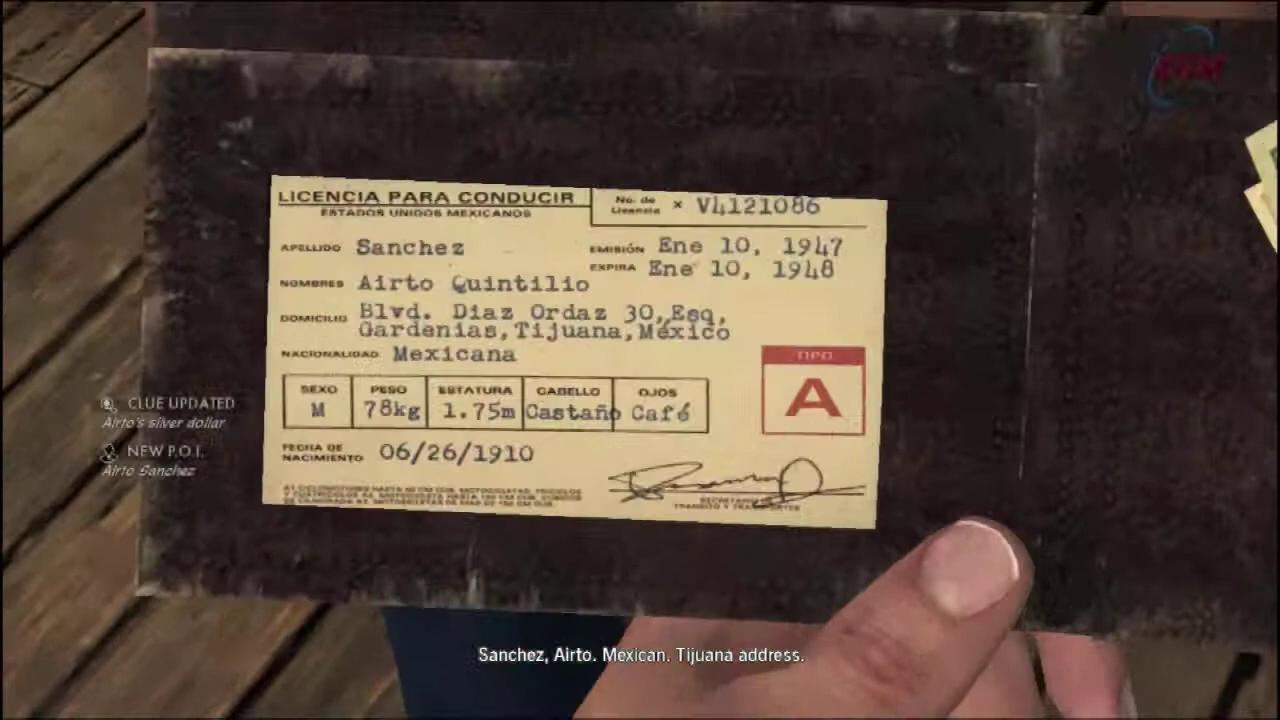 LICENCIA PARA CONDUCIR
ESTADOS UNIDOS MEXICANOS
No. de Licencia × V4121086
APELLIDO Sanchez
EMISIÓN Ene 10, 1947
EXPIRA Ene 10, 1948
NOMBRES Airto Quintilio
DOMICILIO Blvd. Diaz Ordaz 30, Esq,
Gardenias, Tijuana, México
NACIONALIDAD Mexicana
TIPO
A
SEXO PESO ESTATURA CABELLO OJOS
M 78kg 1.75m Castaño Café
FECHA DE
NACIMIENTO 06/26/1910
CLUE UPDATED
Airto's silver dollar
NEW P.O.I.
Airto Sanchez
Sanchez, Airto. Mexican. Tijuana address.